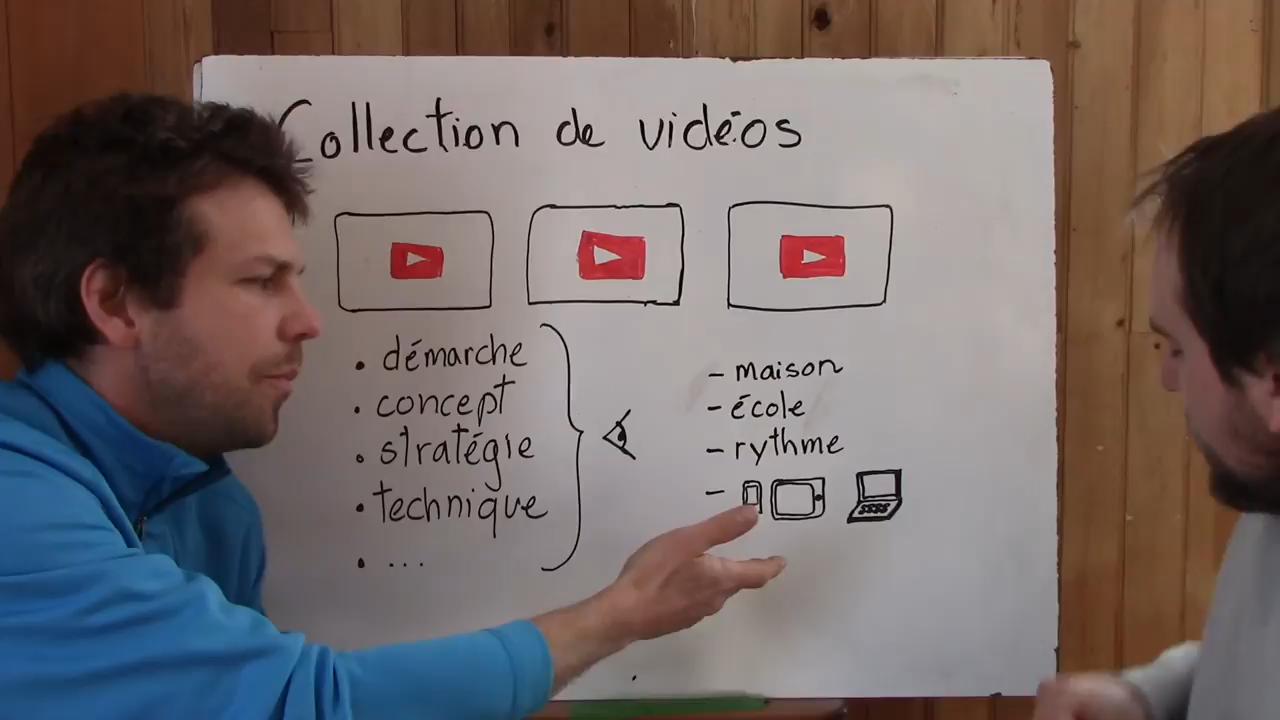 Collection de vidéos
• démarche
• concept
• stratégie
• technique
• ...
- maison
- école
- rythme
-